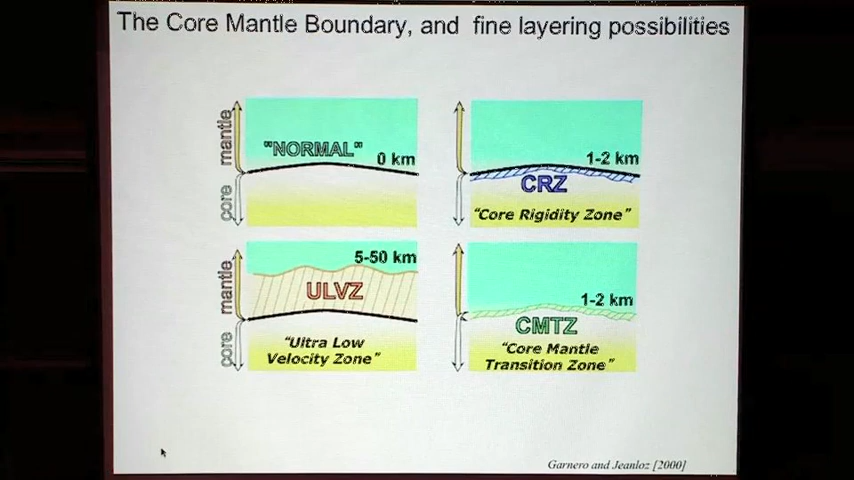 The Core Mantle Boundary, and fine layering possibilities
mantle
"NORMAL"
0 km
core
1-2 km
CRZ
"Core Rigidity Zone"
mantle
5-50 km
ULVZ
core
"Ultra Low
Velocity Zone"
1-2 km
CMTZ
"Core Mantle
Transition Zone"
Garnero and Jeanloz [2000]